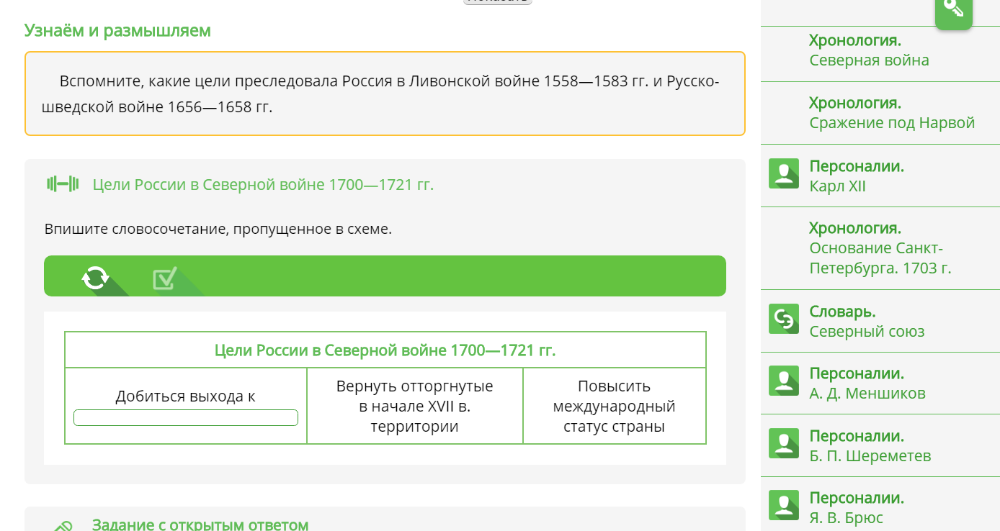 Узнаём и размышляем
Вспомните, какие цели преследовала Россия в Ливонской войне 1558—1583 гг. и Русско-
шведской войне 1656—1658 гг.
Цели России в Северной войне 1700—1721 гг.
Впишите словосочетание, пропущенное в схеме.
Цели России в Северной войне 1700—1721 гг.
Добиться выхода к
Вернуть отторгнутые
в начале XVII в.
территории
Повысить
международный
статус страны
Задание с открытым ответом
Хронология.
Северная война
Хронология.
Сражение под Нарвой
Персоналии.
Карл XII
Хронология.
Основание Санкт-
Петербурга. 1703 г.
Словарь.
Северный союз
Персоналии.
А. Д. Меншиков
Персоналии.
Б. П. Шереметев
Персоналии.
Я. В. Брюс